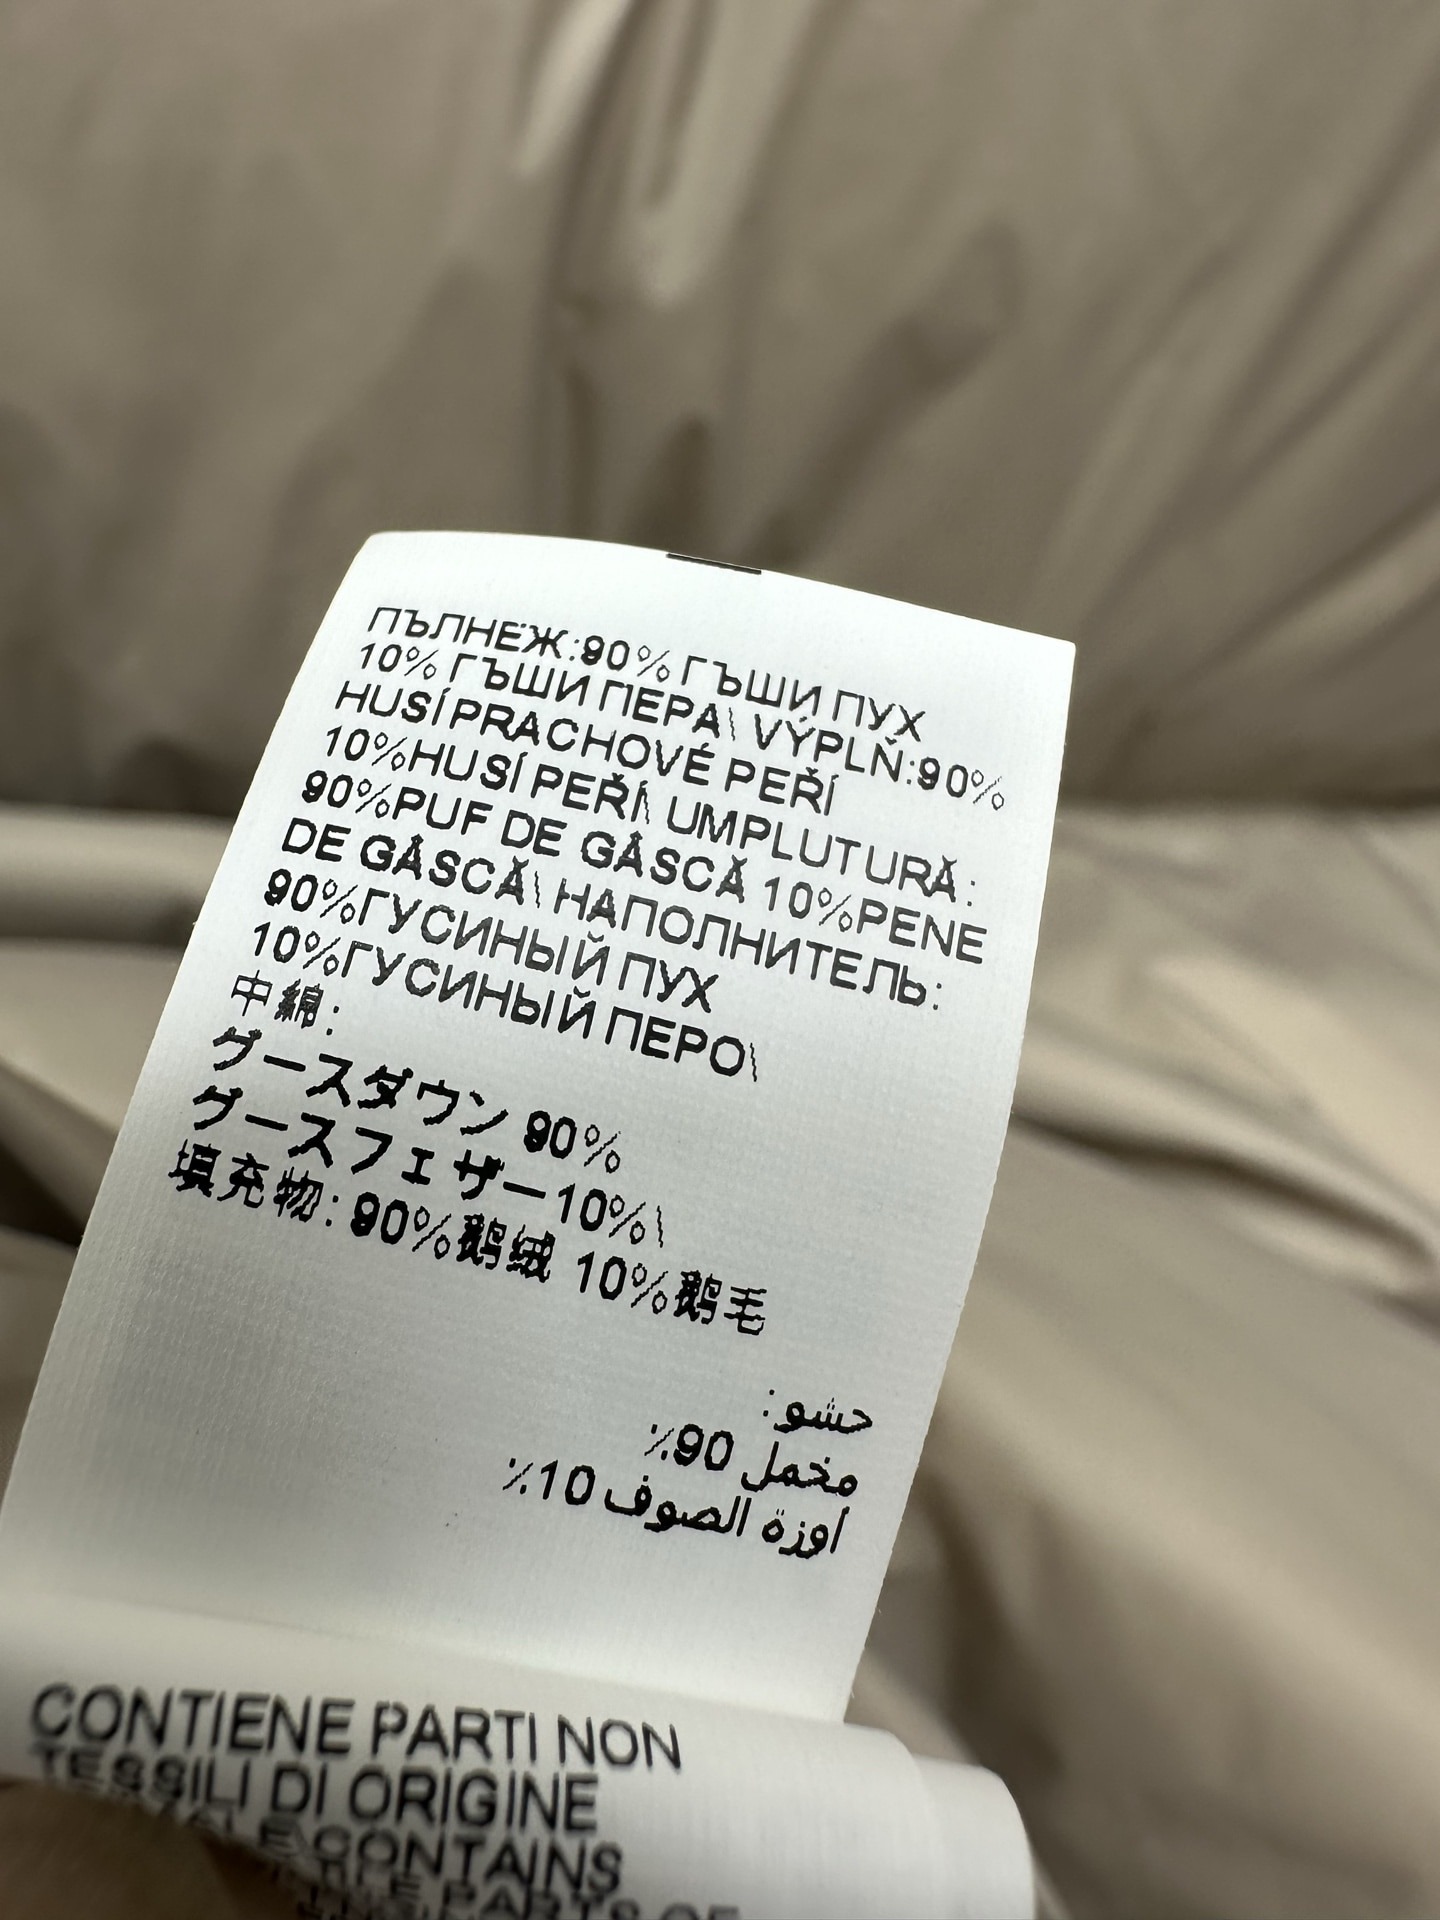 ПЪЛНЕЖ:90% ГЪШИ ПУХ
10% ГЪШИ ПЕРА\ VÝPLŇ:90%
HUSÍ PRACHOVÉ PEŘÍ
10%HUSÍ PEŘÍ\ UMPLUTURĂ:
90%PUF DE GÂSCĂ 10%PENE
DE GÂSCĂ\ НАПОЛНИТЕЛЬ:
90%ГУСИНЫЙ ПУХ
10%ГУСИНЫЙ ПЕРО\
中綿:
グースダウン 90%
グースフェザー10%\
填充物: 90%鹅绒 10%鹅毛
حشو:
مخمل 90٪
أوزة الصوف 10٪
CONTIENE PARTI NON
TESSILI DI ORIGINE
CONTAINS
PARTS OF